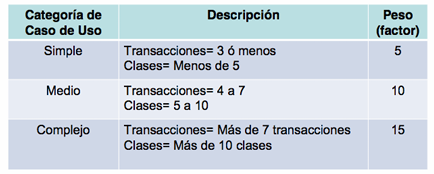 Categoría de Caso de Uso Descripción Peso (factor)
Simple Transacciones= 3 ó menos 5
Clases= Menos de 5
Medio Transacciones= 4 a 7 10
Clases= 5 a 10
Complejo Transacciones= Más de 7 transacciones 15
Clases= Más de 10 clases